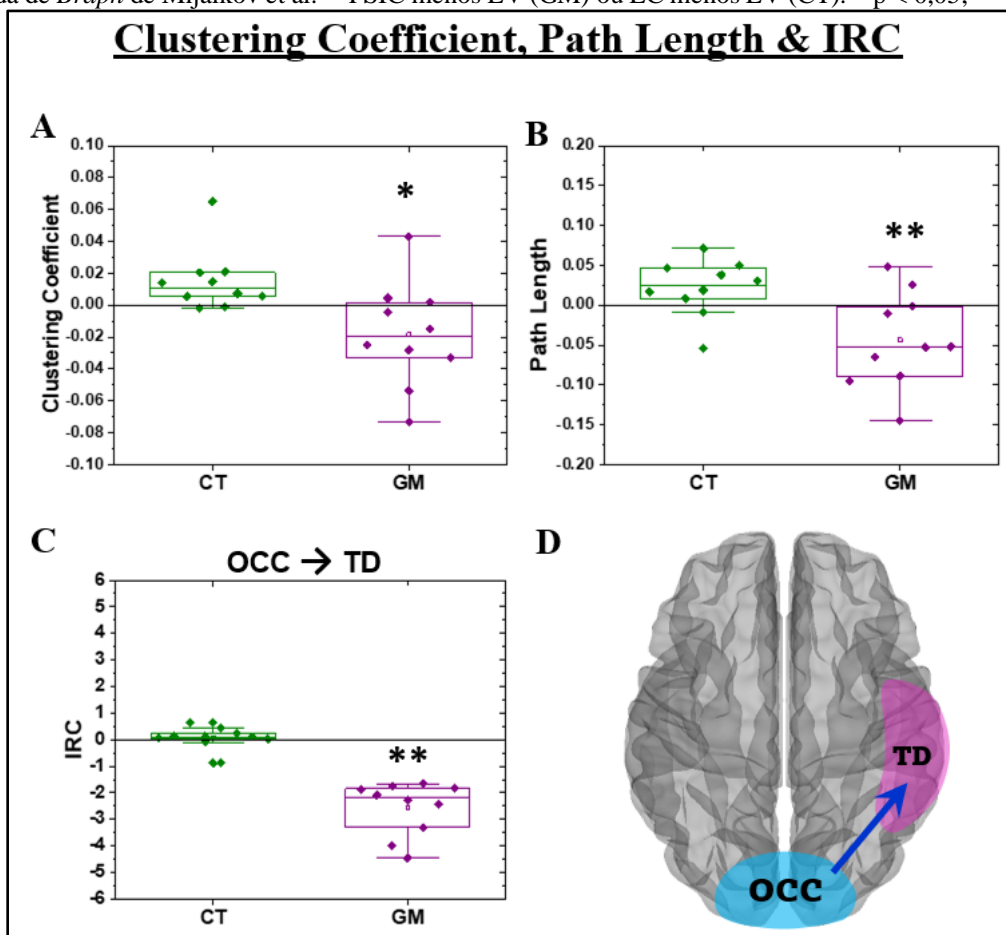 da de Braph de Mijalkov et al. PSIC menos EV (GM) ou EC menos EV (CT). * p < 0,05;
Clustering Coefficient, Path Length & IRC
A
Clustering Coefficient
0.10
0.08
0.06
0.04
0.02
0.00
-0.02
-0.04
-0.06
-0.08
-0.10
*
CT
GM
B
Path Length
0.20
0.15
0.10
0.05
0.00
-0.05
-0.10
-0.15
-0.20
**
CT
GM
C
OCC → TD
IRC
6
5
4
3
2
1
0
-1
-2
-3
-4
-5
-6
**
CT
GM
D
TD
OCC